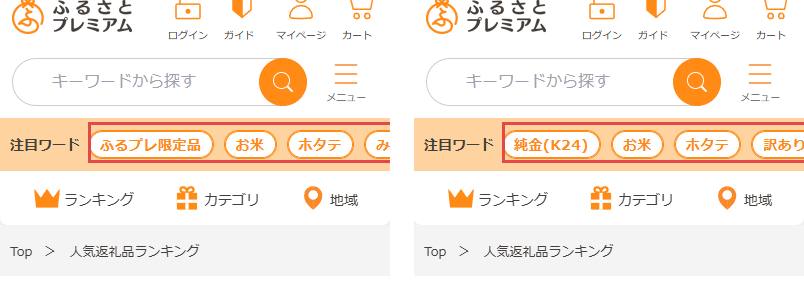 ふるさと
プレミアム
ログイン ガイド マイページ カート
キーワードから探す
メニュー
注目ワード ふるプレ限定品 お米 ホタテ み
ランキング カテゴリ 地域
Top > 人気返礼品ランキング
ふるさと
プレミアム
ログイン ガイド マイページ カート
キーワードから探す
メニュー
注目ワード 純金(K24) お米 ホタテ 訳あり
ランキング カテゴリ 地域
Top > 人気返礼品ランキング